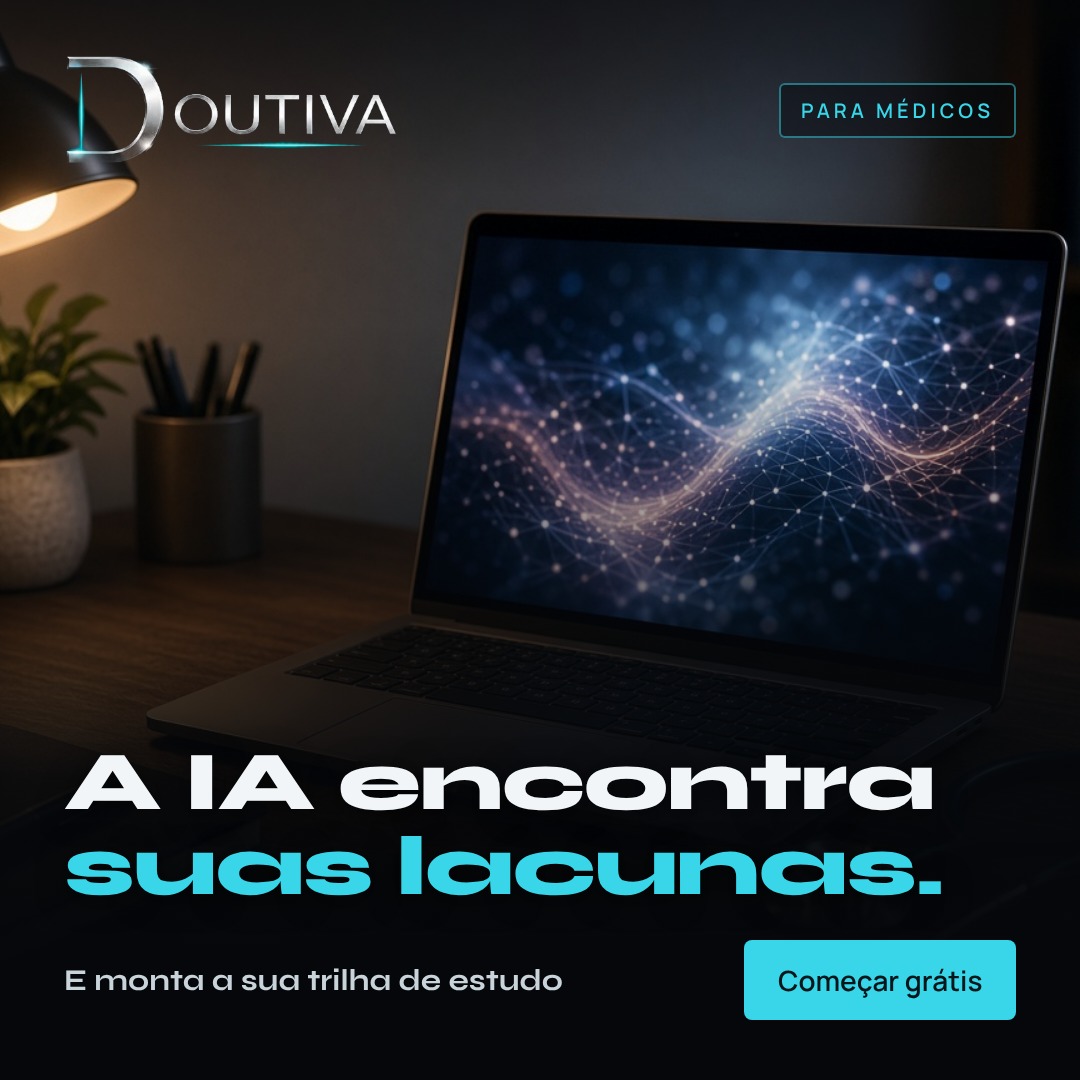 DOUTIVA
PARA MÉDICOS
A IA encontra
suas lacunas.
E monta a sua trilha de estudo
Começar grátis